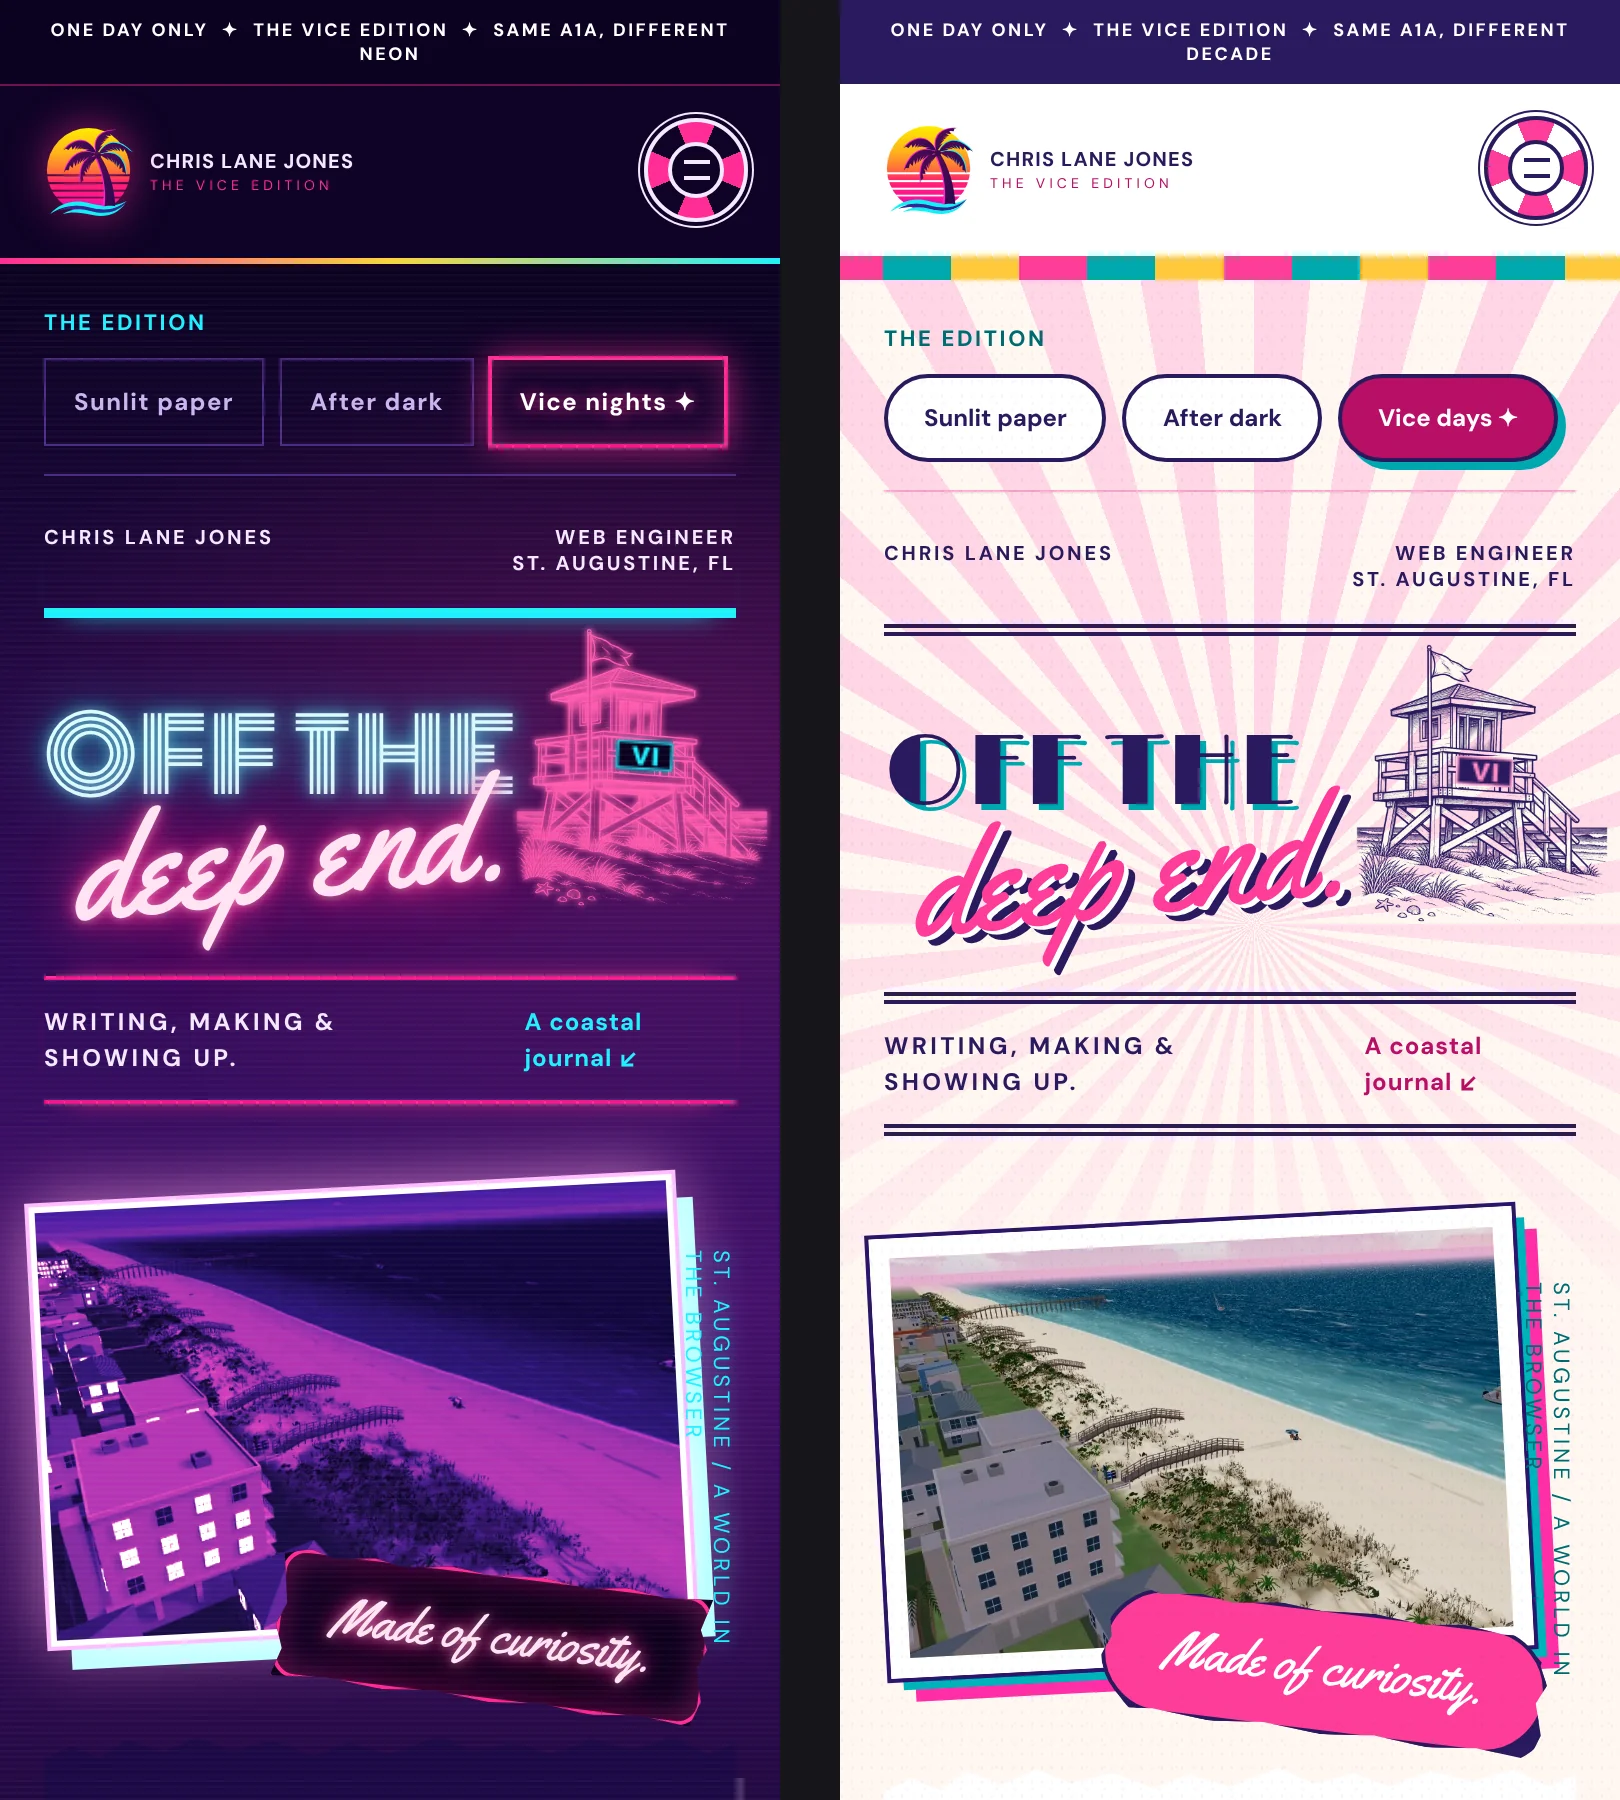 ONE DAY ONLY ✦ THE VICE EDITION ✦ SAME A1A, DIFFERENT
NEON
CHRIS LANE JONES
THE VICE EDITION
THE EDITION
Sunlit paper
After dark
Vice nights ✦
CHRIS LANE JONES
WEB ENGINEER
ST. AUGUSTINE, FL
OFF THE
VI
deep end.
WRITING, MAKING &
SHOWING UP.
A coastal
journal ↙
ST. AUGUSTINE / A WORLD IN
THE BROWSER
Made of curiosity.
ONE DAY ONLY ✦ THE VICE EDITION ✦ SAME A1A, DIFFERENT
DECADE
CHRIS LANE JONES
THE VICE EDITION
THE EDITION
Sunlit paper
After dark
Vice days ✦
CHRIS LANE JONES
WEB ENGINEER
ST. AUGUSTINE, FL
OFF THE
VI
deep end.
WRITING, MAKING &
SHOWING UP.
A coastal
journal ↙
ST. AUGUSTINE / A WORLD IN
THE BROWSER
Made of curiosity.